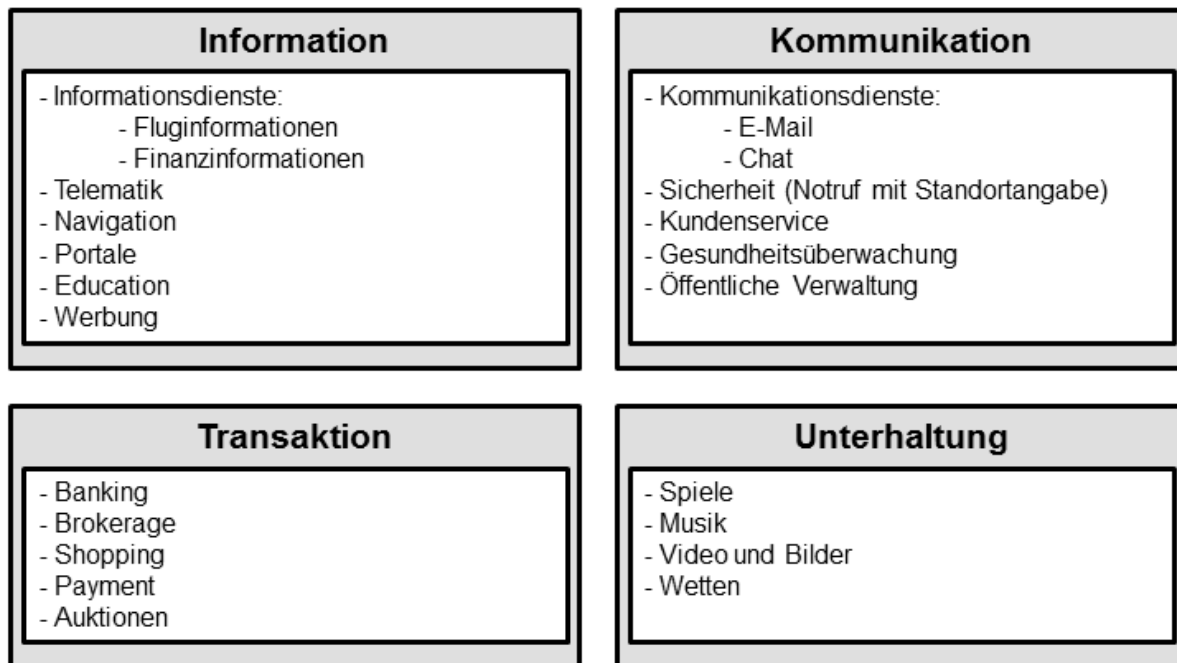 Information
- Informationsdienste:
- Fluginformationen
- Finanzinformationen
- Telematik
- Navigation
- Portale
- Education
- Werbung
Kommunikation
- Kommunikationsdienste:
- E-Mail
- Chat
- Sicherheit (Notruf mit Standortangabe)
- Kundenservice
- Gesundheitsüberwachung
- Öffentliche Verwaltung
Transaktion
- Banking
- Brokerage
- Shopping
- Payment
- Auktionen
Unterhaltung
- Spiele
- Musik
- Video und Bilder
- Wetten